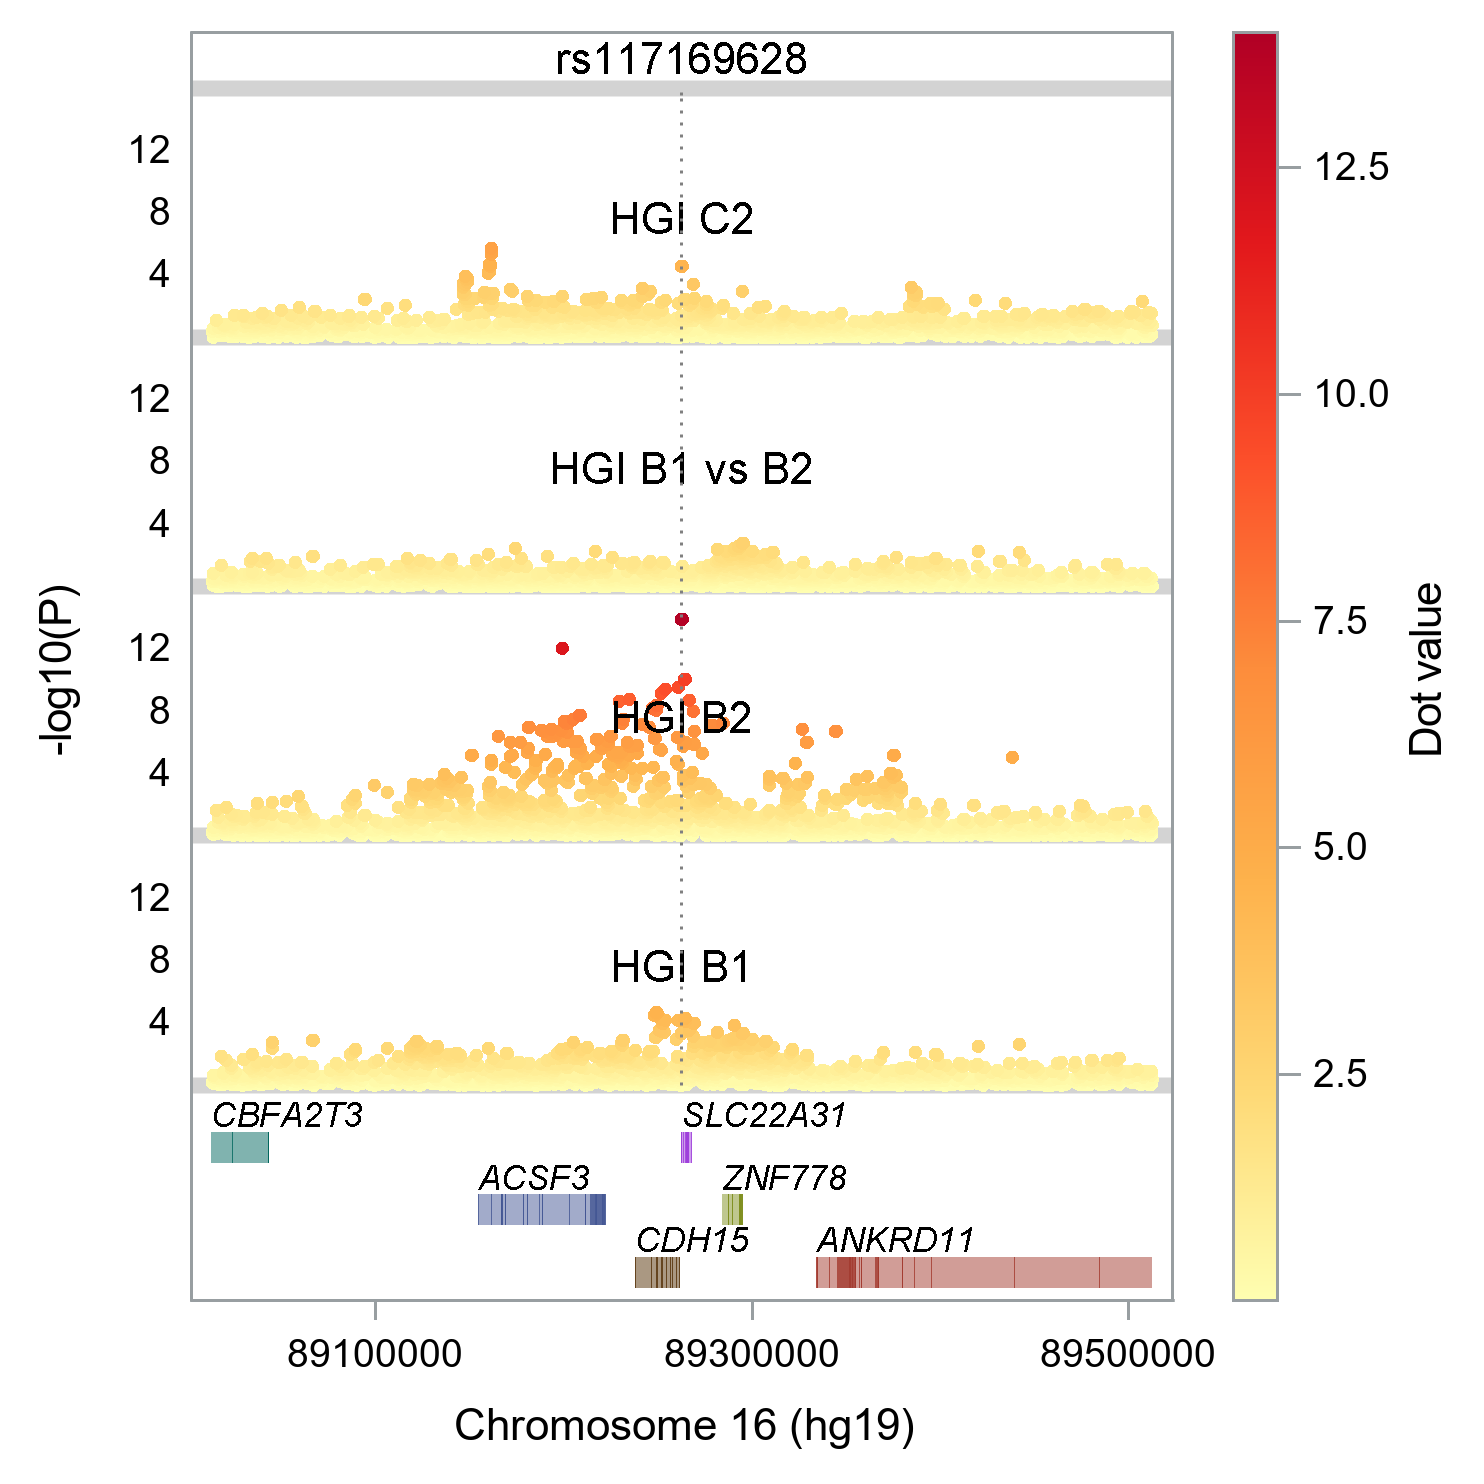 rs117169628
12
8
4
HGI C2
12
8
4
HGI B1 vs B2
12
8
4
HGI B2
12
8
4
HGI B1
-log10(P)
CBFA2T3
SLC22A31
ACSF3
ZNF778
CDH15
ANKRD11
89100000
89300000
89500000
Chromosome 16 (hg19)
12.5
10.0
7.5
5.0
2.5
Dot value